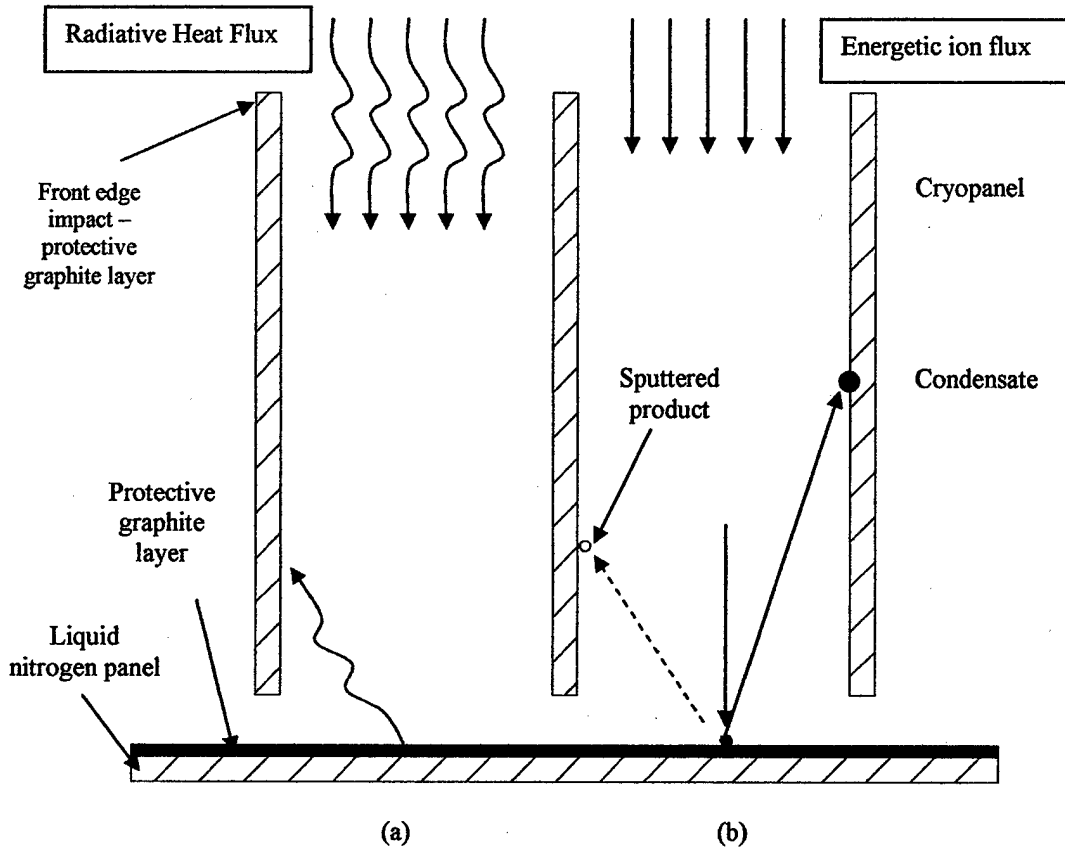 Radiative Heat Flux
Energetic ion flux
Front edge
impact –
protective
graphite layer
Cryopanel
Sputtered
product
Condensate
Protective
graphite
layer
Liquid
nitrogen panel
(a)
(b)